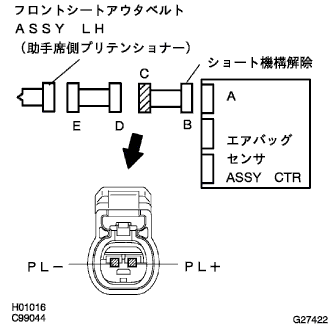 フロントシートアウタベルト
ASSY LH
(助手席側プリテンショナー)
ショート機構解除
C
A
E
D
B
エアバッグ
センサ
ASSY CTR
PL−
PL+
H01016
C99044
G27422